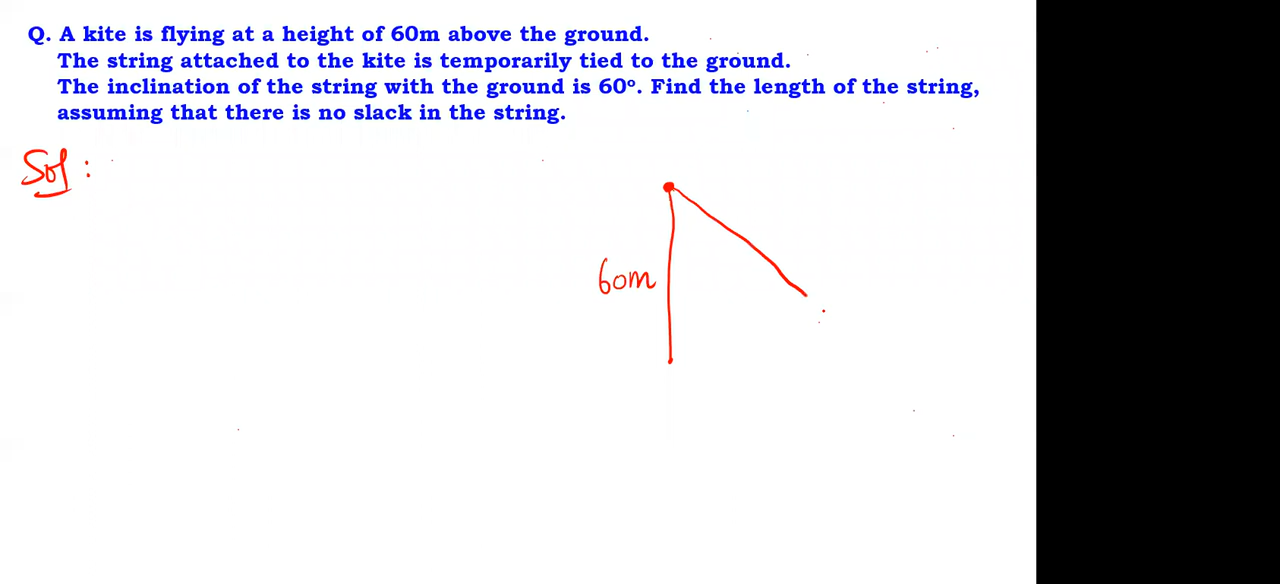 Q. A kite is flying at a height of 60m above the ground.
The string attached to the kite is temporarily tied to the ground.
The inclination of the string with the ground is 60°. Find the length of the string,
assuming that there is no slack in the string.
Sol :
60m